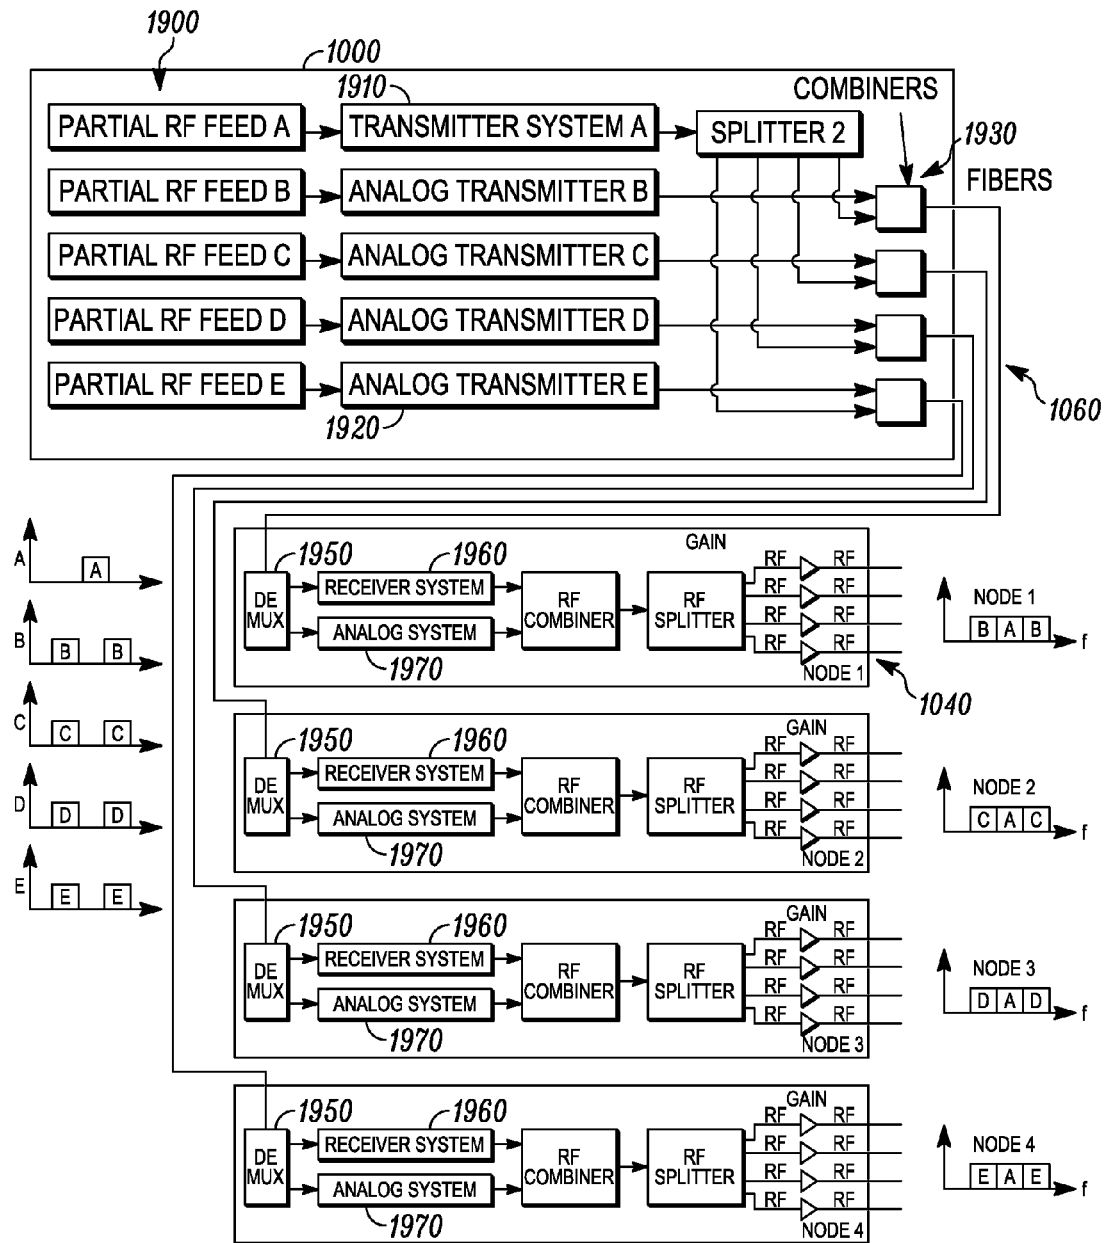 1900
1000
1910
COMBINERS
PARTIAL RF FEED A
TRANSMITTER SYSTEM A
SPLITTER 2
1930
FIBERS
PARTIAL RF FEED B
ANALOG TRANSMITTER B
PARTIAL RF FEED C
ANALOG TRANSMITTER C
PARTIAL RF FEED D
ANALOG TRANSMITTER D
PARTIAL RF FEED E
ANALOG TRANSMITTER E
1920
1060
A
A
B
B B
C
C C
D
D D
E
E E
1950
1960
GAIN
DE
MUX
RECEIVER SYSTEM
ANALOG SYSTEM
1970
RF
COMBINER
RF
SPLITTER
RF RF
RF RF
RF RF
RF RF
NODE 1
1040
NODE 1
B A B
f
1950
1960
GAIN
DE
MUX
RECEIVER SYSTEM
ANALOG SYSTEM
1970
RF
COMBINER
RF
SPLITTER
RF RF
RF RF
RF RF
RF RF
NODE 2
NODE 2
C A C
f
1950
1960
GAIN
DE
MUX
RECEIVER SYSTEM
ANALOG SYSTEM
1970
RF
COMBINER
RF
SPLITTER
RF RF
RF RF
RF RF
RF RF
NODE 3
NODE 3
D A D
f
1950
1960
GAIN
DE
MUX
RECEIVER SYSTEM
ANALOG SYSTEM
1970
RF
COMBINER
RF
SPLITTER
RF RF
RF RF
RF RF
RF RF
NODE 4
NODE 4
E A E
f